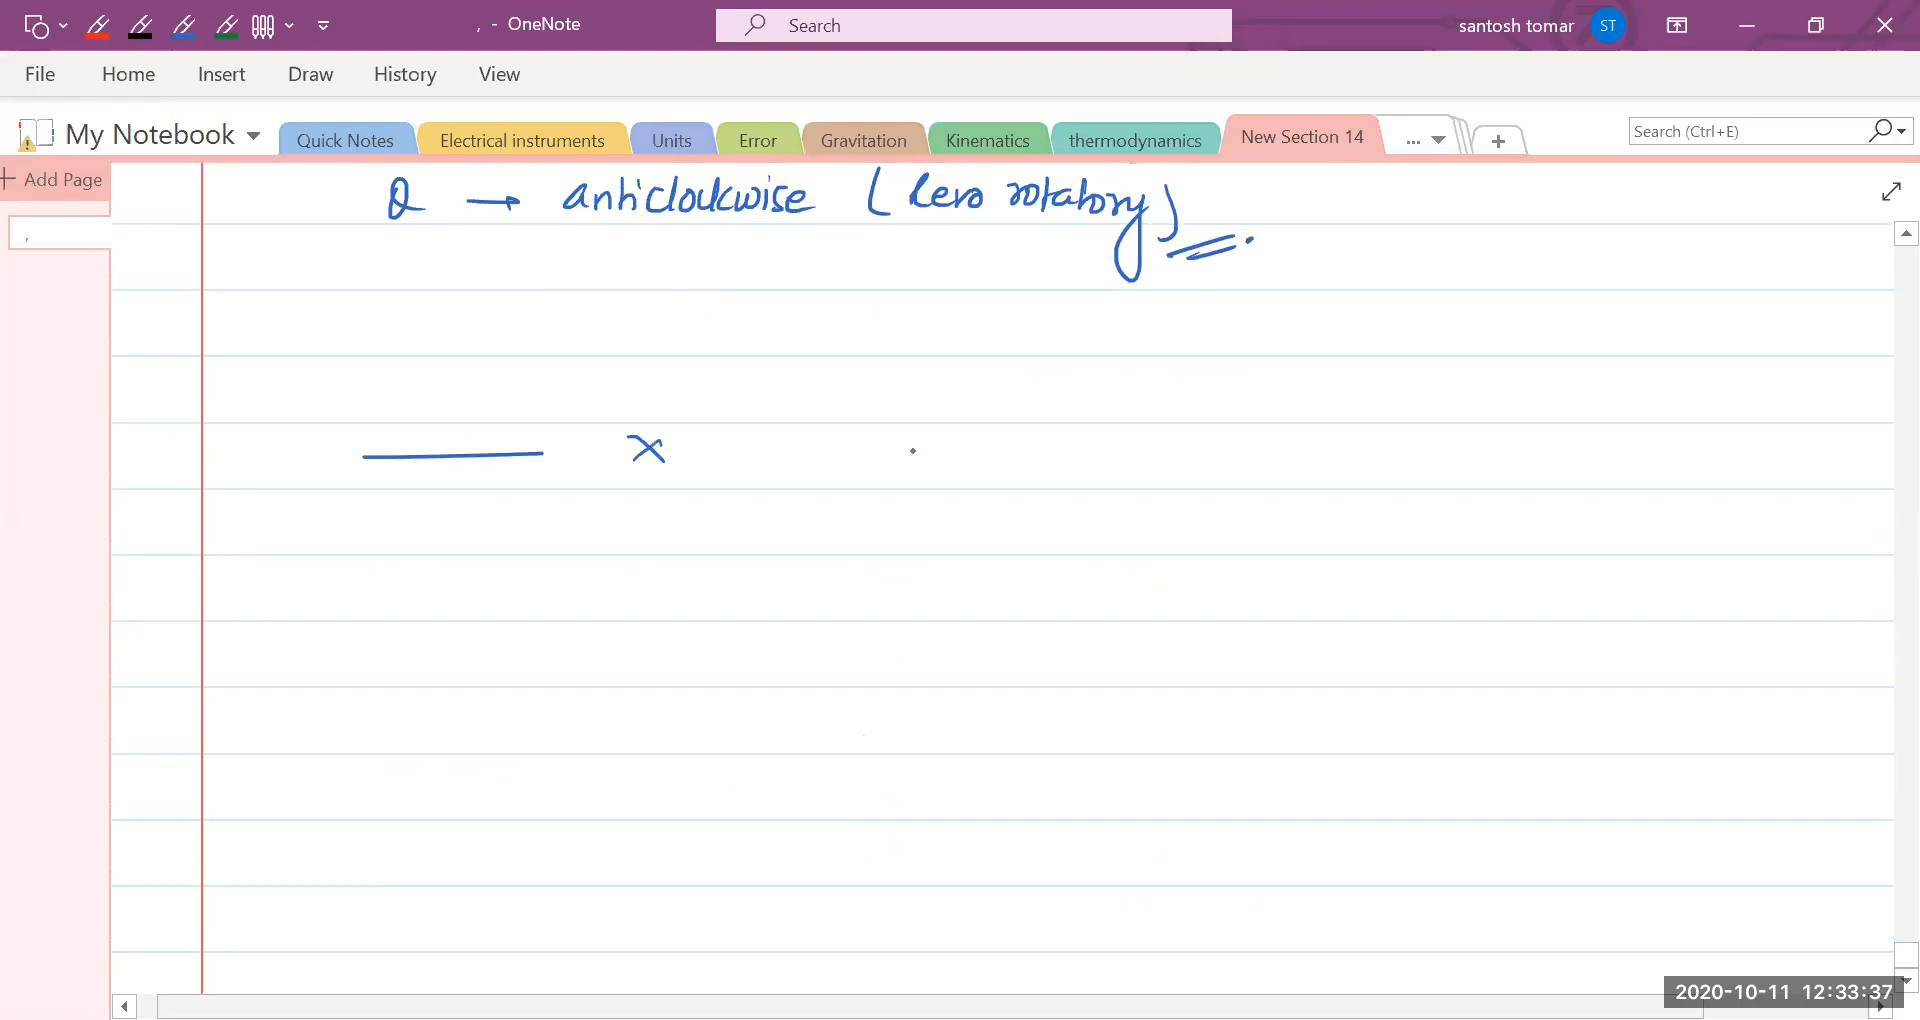 , - OneNote
Search
santosh tomar ST
File Home Insert Draw History View
My Notebook
Quick Notes Electrical instruments Units Error Gravitation Kinematics thermodynamics New Section 14 ... +
Search (Ctrl+E)
+ Add Page
,
Q → anticlockwise (Levo rotatory)
— X
2020-10-11 12:33:37